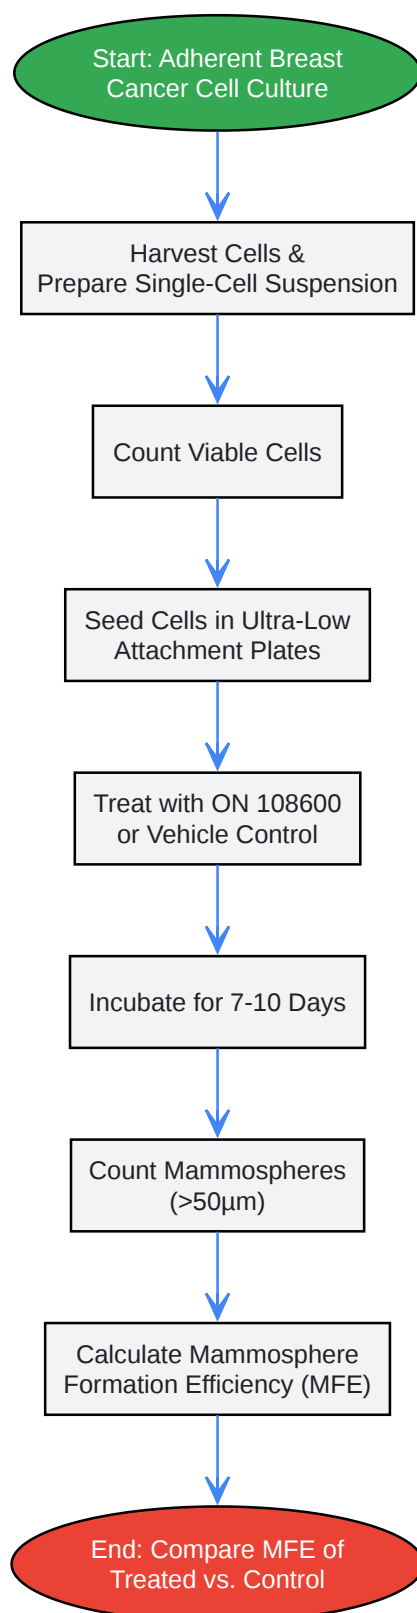 Start: Adherent Breast
Cancer Cell Culture
Harvest Cells &
Prepare Single-Cell Suspension
Count Viable Cells
Seed Cells in Ultra-Low
Attachment Plates
Treat with ON 108600
or Vehicle Control
Incubate for 7-10 Days
Count Mammospheres
(>50µm)
Calculate Mammosphere
Formation Efficiency (MFE)
End: Compare MFE of
Treated vs. Control